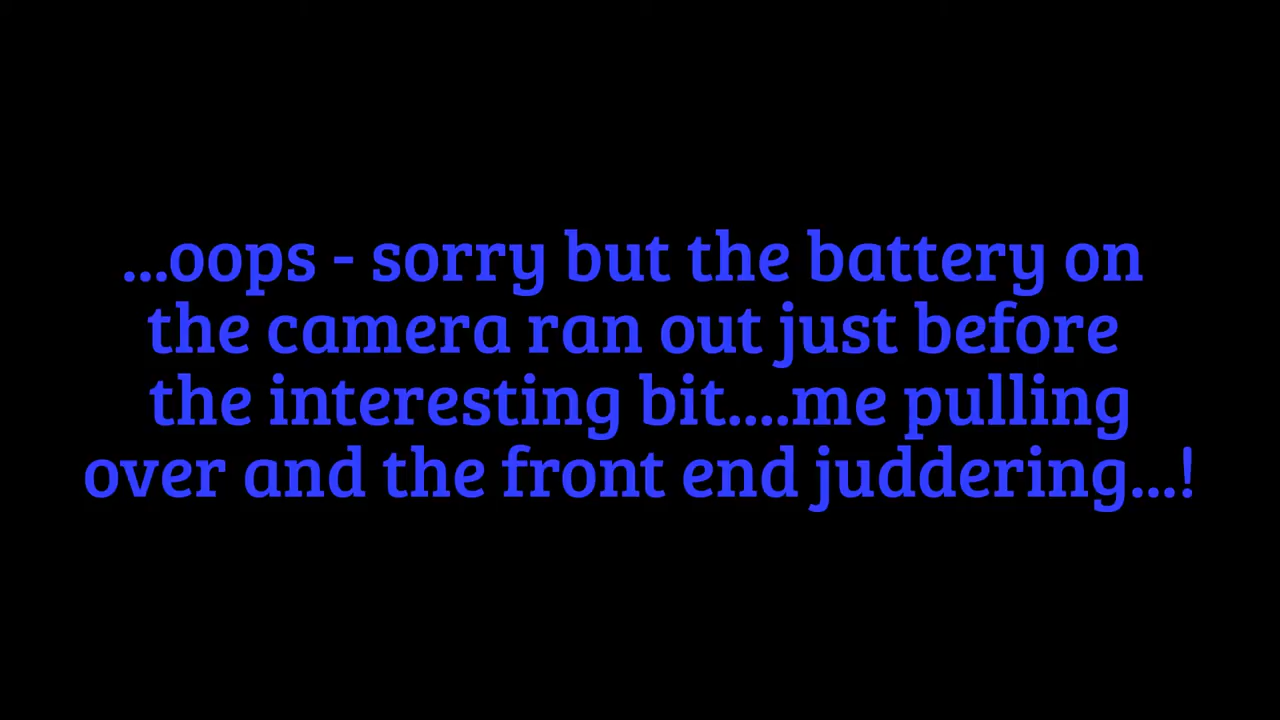 ...oops - sorry but the battery on
the camera ran out just before
the interesting bit....me pulling
over and the front end juddering...!